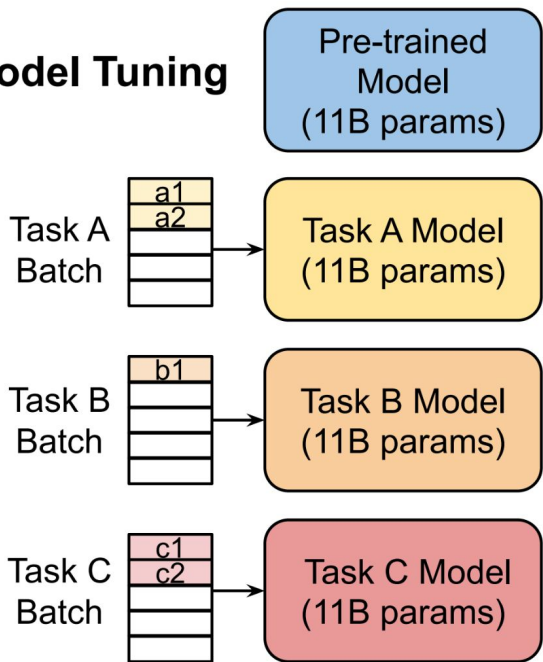 odel Tuning
Pre-trained
Model
(11B params)
Task A
Batch
a1
a2
Task A Model
(11B params)
Task B
Batch
b1
Task B Model
(11B params)
Task C
Batch
c1
c2
Task C Model
(11B params)